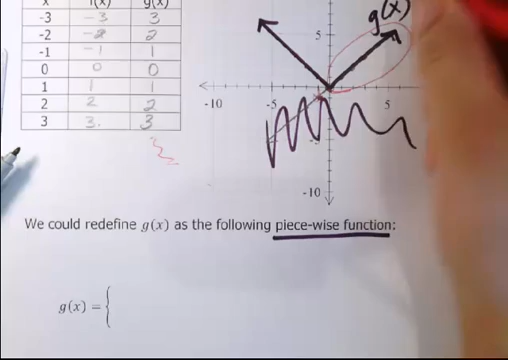 x f(x) g(x)
-3 -3 3
-2 -2 2
-1 -1 1
0 0 0
1 1 1
2 2 2
3 3. 3
g(x)
5
-10 -5 5
-10
We could redefine g(x) as the following piece-wise function:
g(x) = {